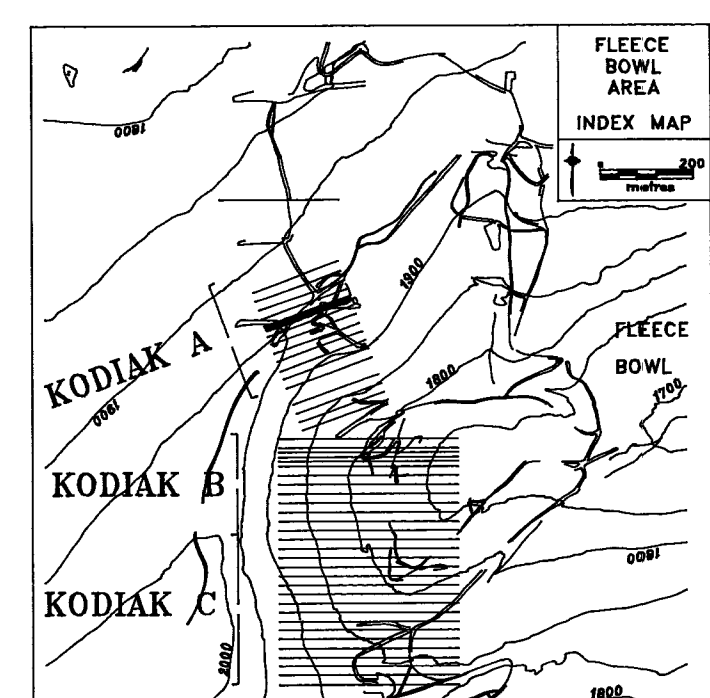 FLEECE
BOWL
AREA
INDEX MAP
200
metres
1800
1900
FLEECE
BOWL
KODIAK A
1800
1700
1900
KODIAK B
1800
KODIAK C
2000
1800